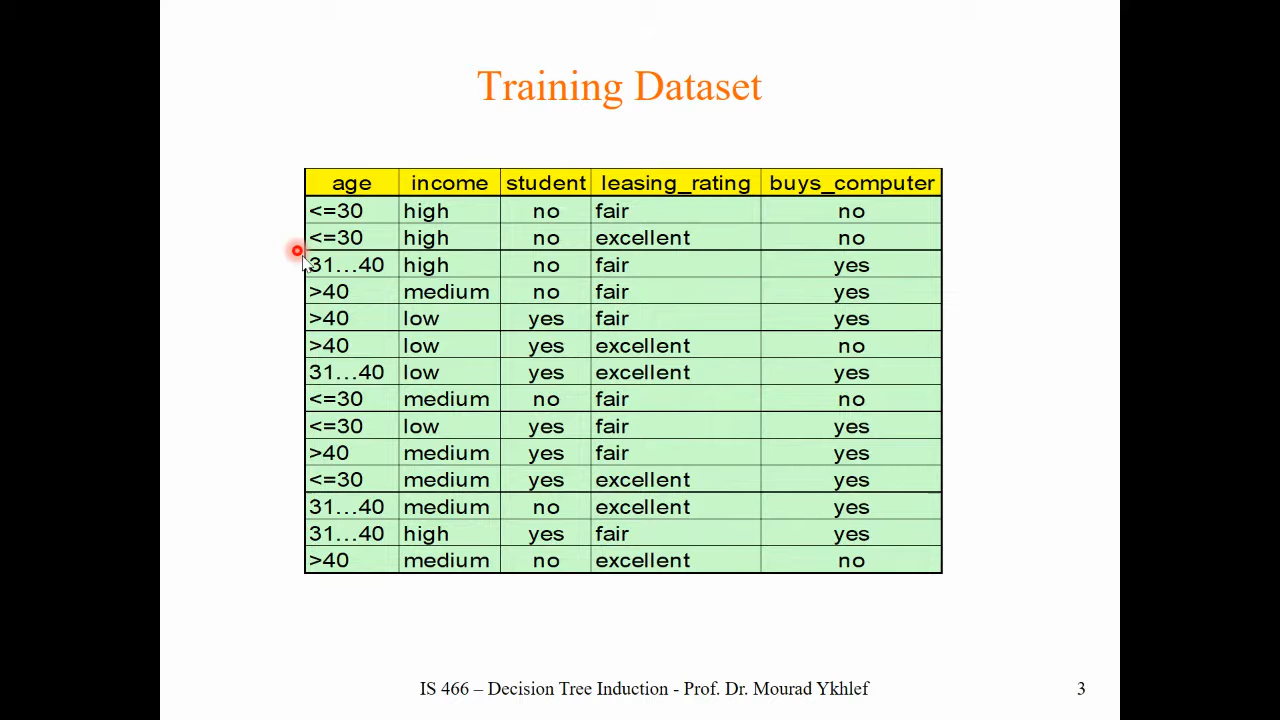 Training Dataset
age income student leasing_rating buys_computer
<=30 high no fair no
<=30 high no excellent no
31…40 high no fair yes
>40 medium no fair yes
>40 low yes fair yes
>40 low yes excellent no
31…40 low yes excellent yes
<=30 medium no fair no
<=30 low yes fair yes
>40 medium yes fair yes
<=30 medium yes excellent yes
31…40 medium no excellent yes
31…40 high yes fair yes
>40 medium no excellent no
IS 466 – Decision Tree Induction - Prof. Dr. Mourad Ykhlef 3